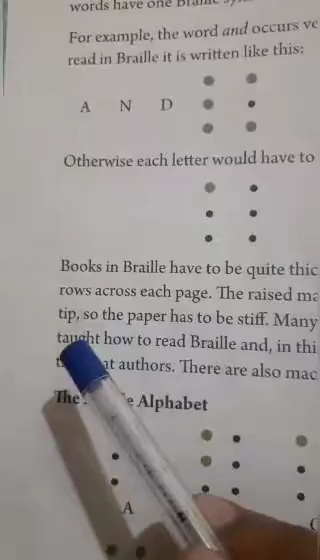 words have one
For example, the word and occurs ve
read in Braille it is written like this:
A N D
Otherwise each letter would have to
Books in Braille have to be quite thic
rows across each page. The raised ma
tip, so the paper has to be stiff. Many
taught how to read Braille and, in thi
at authors. There are also mac
The Alphabet
A